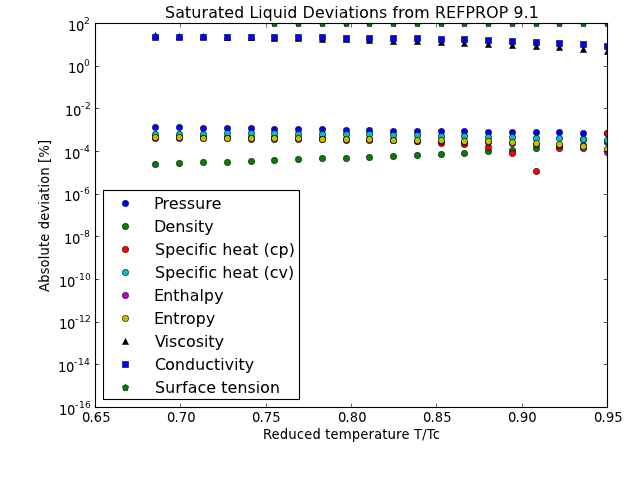 Saturated Liquid Deviations from REFPROP 9.1
10^2
10^0
10^-2
10^-4
10^-6
10^-8
10^-10
10^-12
10^-14
10^-16
Absolute deviation [%]
Pressure
Density
Specific heat (cp)
Specific heat (cv)
Enthalpy
Entropy
Viscosity
Conductivity
Surface tension
0.65 0.70 0.75 0.80 0.85 0.90 0.95
Reduced temperature T/Tc